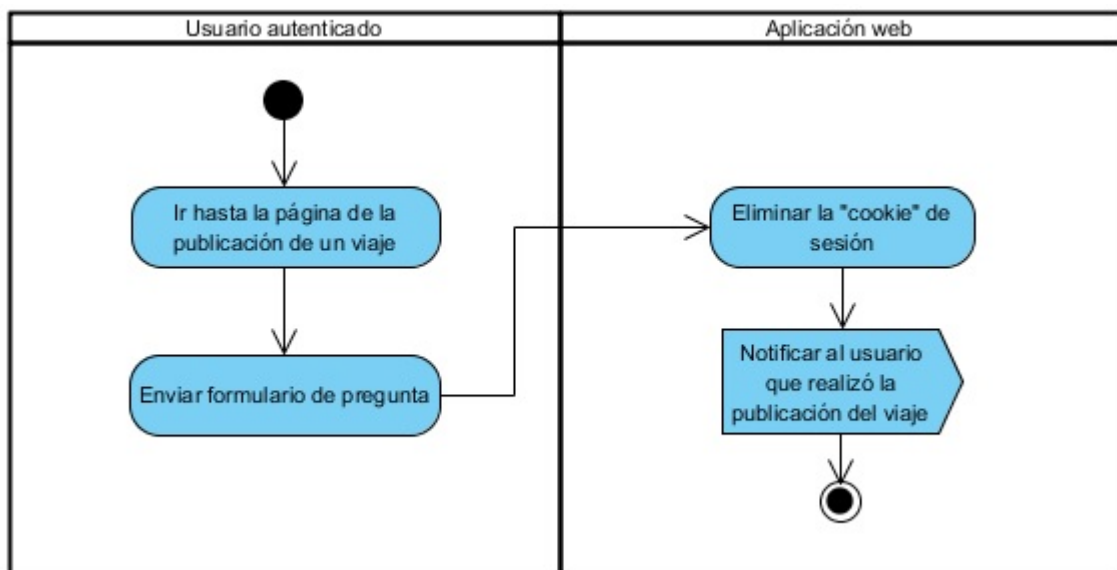 Usuario autenticado
Aplicación web
Ir hasta la página de la
publicación de un viaje
Enviar formulario de pregunta
Eliminar la "cookie" de
sesión
Notificar al usuario
que realizó la
publicación del viaje